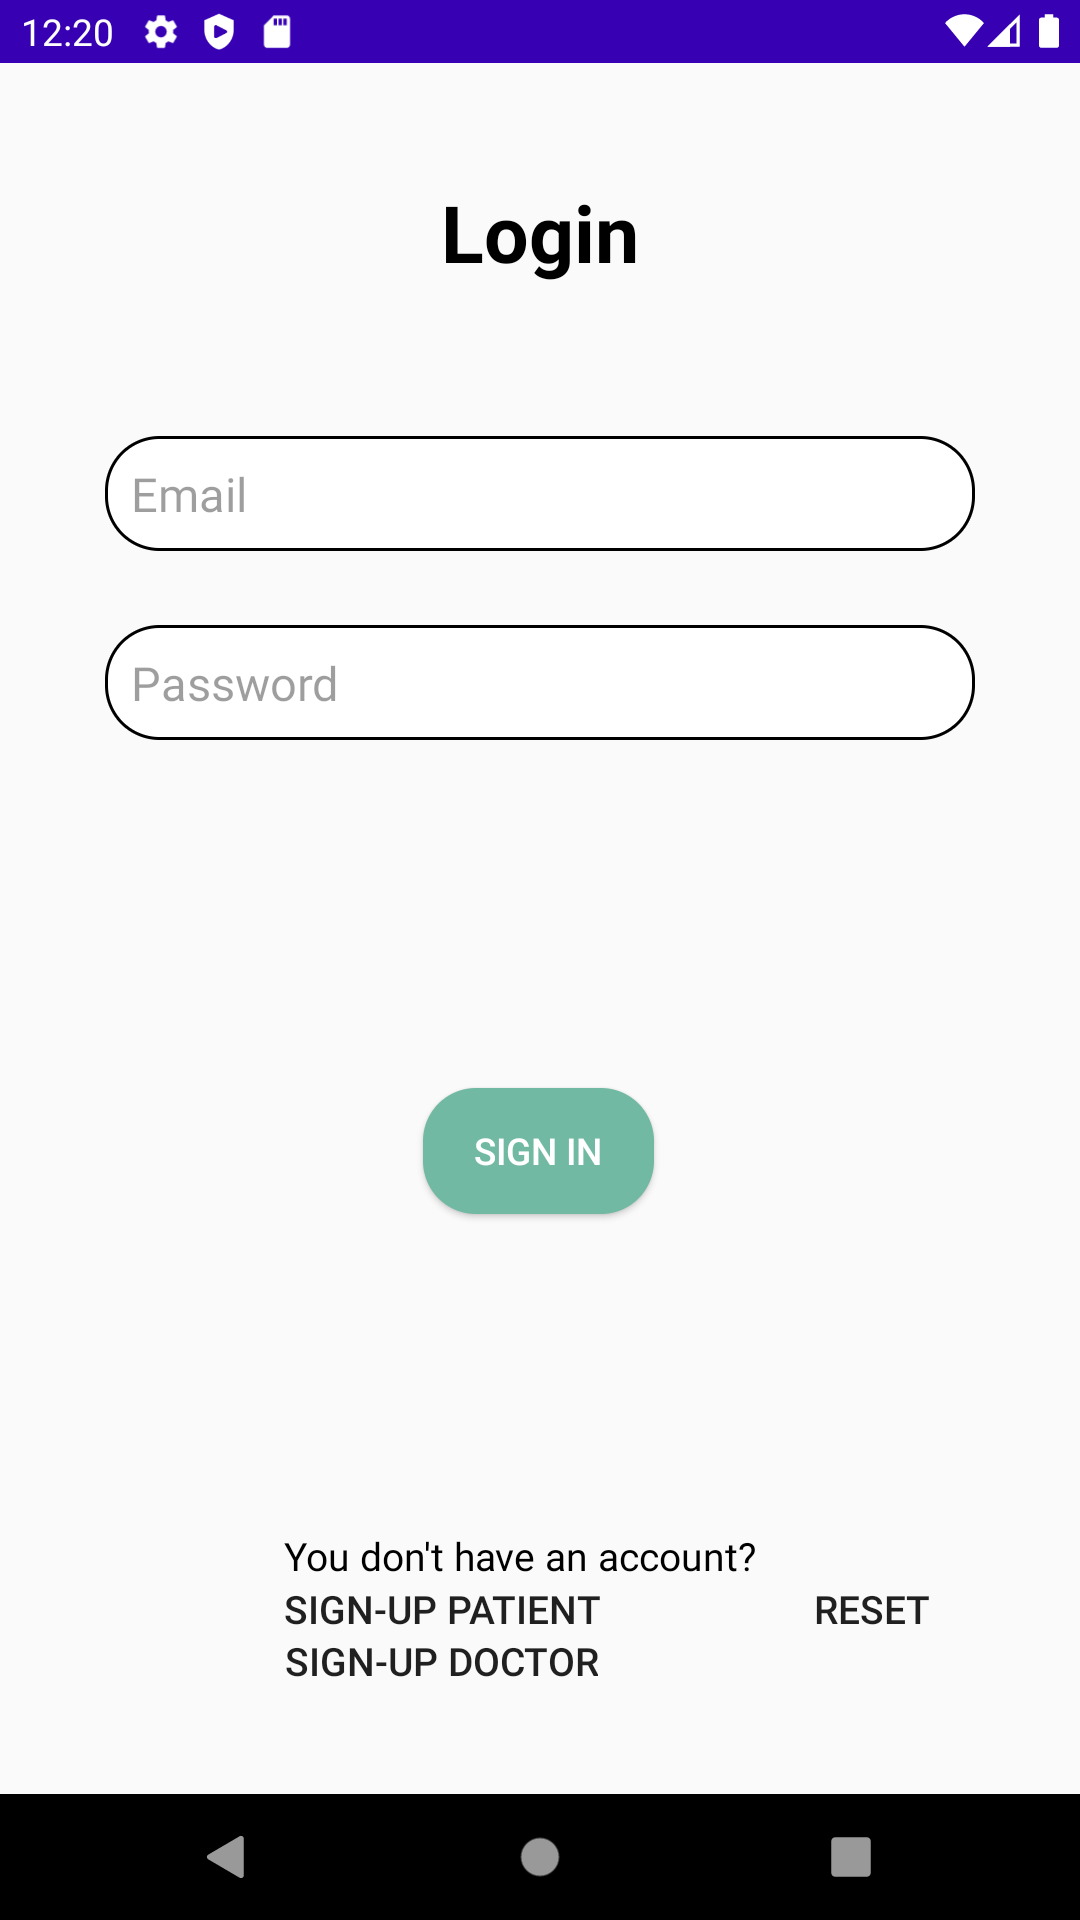 12:20
Login
Email
Password
SIGN IN
You don't have an account?
SIGN-UP PATIENT RESET
SIGN-UP DOCTOR